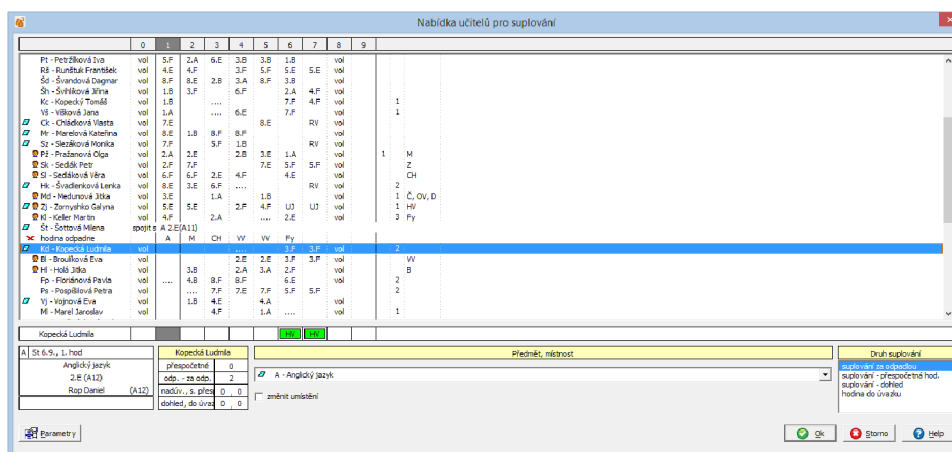 Nabídka učitelů pro suplování
0 1 2 3 4 5 6 7 8 9
Pt - Petržílková Iva vol 5.F 2.A 6.E 3.B 3.B 1.B vol
Rš - Runštuk František vol 4.E 4.F 3.F 5.F 5.E 5.E vol
Šd - Švandová Dagmar vol 8.F 8.E 2.B 3.A 8.F 3.B vol
Šh - Švihlíková Jiřina vol 1.B 3.F 6.F 2.A 4.F vol
Kc - Kopecký Tomáš vol 1.B .... 7.F 4.F vol 1
Vš - Víšková Jana vol 1.A .... 6.E 7.F vol 1
Ck - Chládková Vlasta vol 7.E 8.E RV vol
Mr - Marelová Kateřina vol 8.E 1.B 8.F 8.F vol
Sz - Slezáková Monika vol 7.F 5.F 1.B RV vol
Pž - Pražanová Olga vol 2.A 2.E 2.B 3.E 1.A vol 1 M
Sk - Sedlák Petr vol 2.F 7.F 7.E 5.F 5.F vol Z
Sl - Sedláková Věra vol 6.F 6.F 2.E 4.F 4.E vol CH
Hk - Švadlenková Lenka vol 8.E 3.E 6.F .... RV vol 2
Md - Medunová Jitka vol 3.E 1.A 1.B vol 1 Č, OV, D
Zj - Zornyshko Galyna vol 5.E 5.E 2.F 4.F UJ UJ vol 1 HV
Kl - Keller Martin vol 4.F 2.A .... 2.E vol 3 Fy
Št - Šottová Milena spojit s A 2.E(A11)
hodina odpadne A M CH VV VV Fy
Kd - Kopecká Ludmila vol .... 3.F 3.F vol 2
Bl - Broulíková Eva vol 2.E 2.E 3.F 3.F vol VV
Hl - Holá Jitka vol 3.B 2.A 3.A 2.F B
Fp - Floriánová Pavla vol .... 4.B 8.F 8.F 6.E vol 2
Ps - Pospíšilová Petra vol .... 7.F 7.E 7.F 5.F 5.F 2
Vj - Vojnová Eva vol 1.B 4.E 4.A vol
Ml - Marel Jaroslav vol 4.F 1.A .... vol 1
Kopecká Ludmila HV HV
A St 6.9., 1. hod
Anglický jazyk
2.E (A12)
Rop Daniel (A12)
Kopecká Ludmila
přespočetné 0
odp. - za odp. 2
nadúv., s. přes 0 0
dohled, do úvaz 0 0
Předmět, místnost
A - Anglický jazyk
změnit umístění
Druh suplování
suplování za odpadlou
suplování - přespočetná hod.
suplování - dohled
hodina do úvazku
Parametry
Ok
Storno
Help